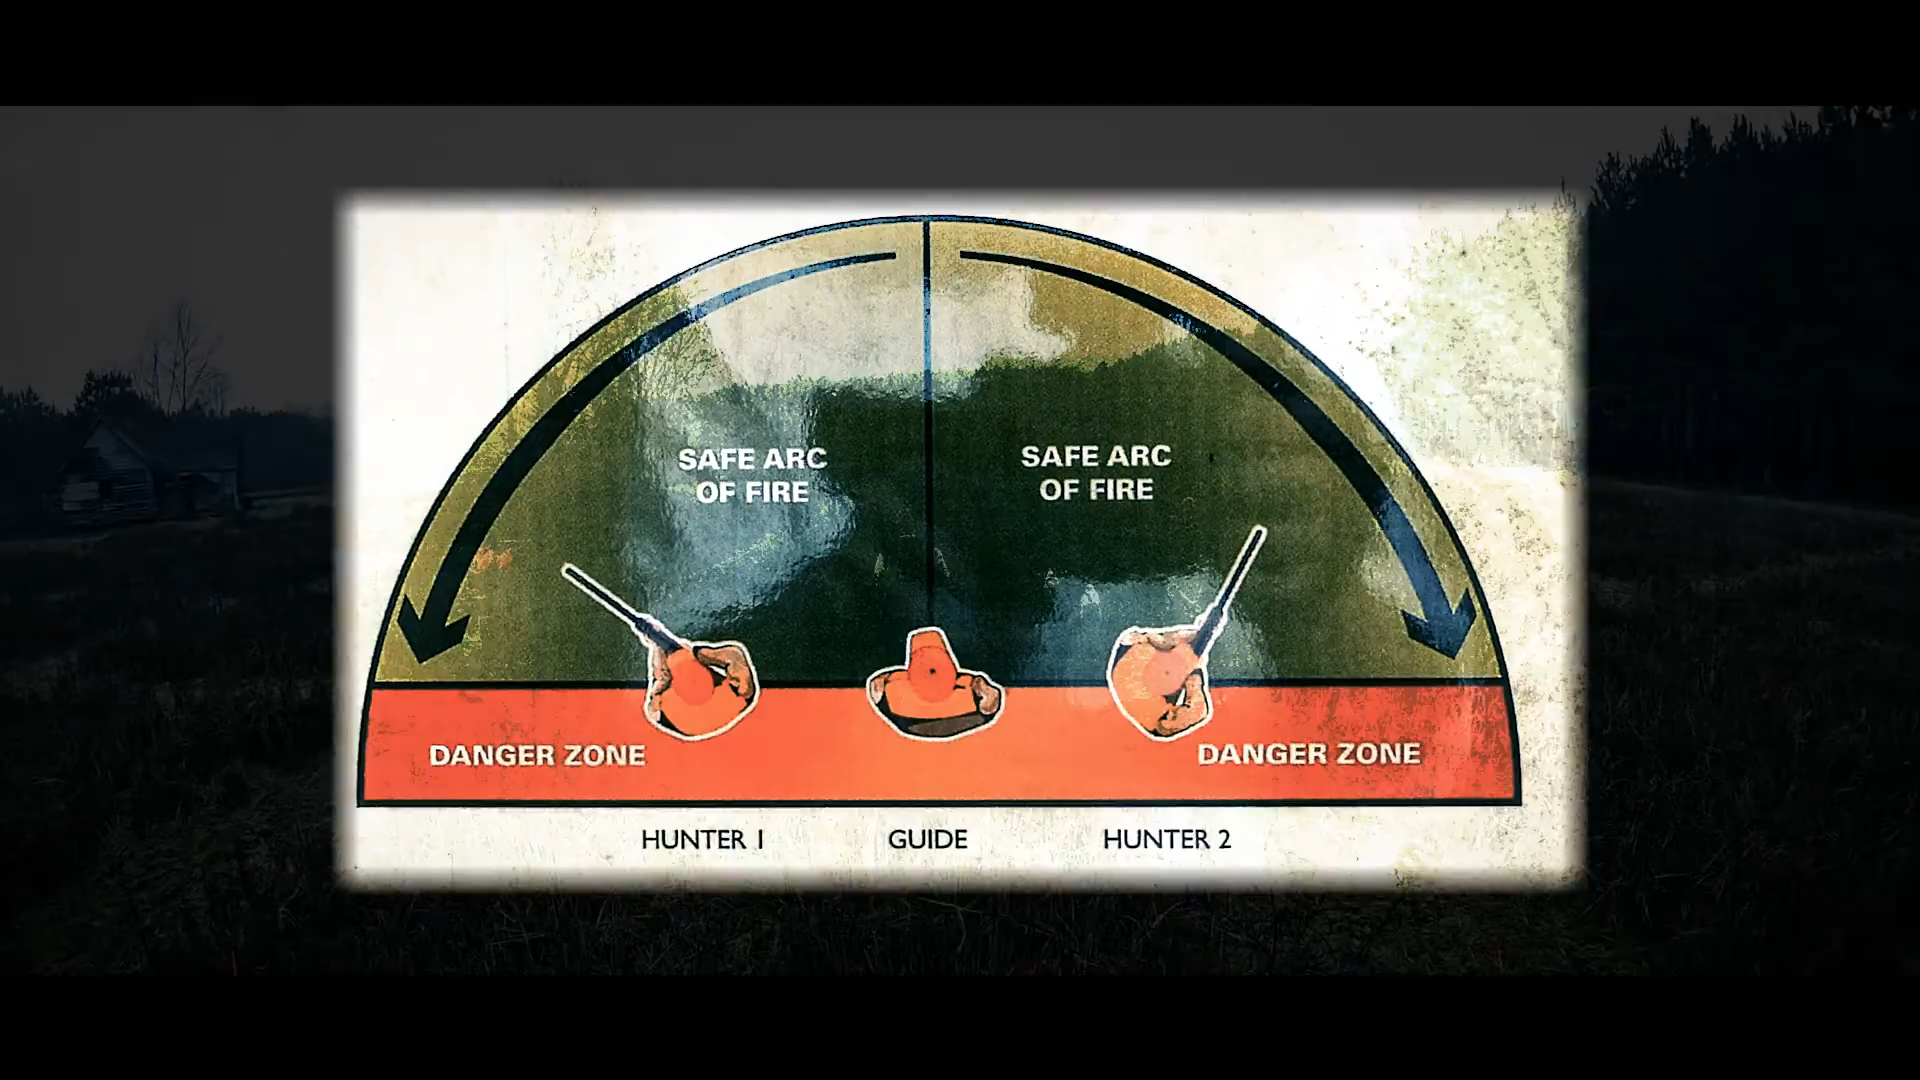 SAFE ARC
OF FIRE
SAFE ARC
OF FIRE
DANGER ZONE
DANGER ZONE
HUNTER 1
GUIDE
HUNTER 2